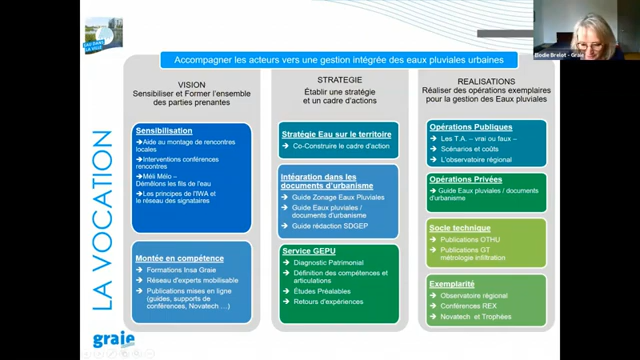 EAU DANS
LA VILLE
Accompagner les acteurs vers une gestion intégrée des eaux pluviales urbaines
Elodie Brelot - Graie
LA VOCATION
VISION
Sensibiliser et Former l'ensemble
des parties prenantes
Sensibilisation
➔Aide au montage de rencontres
locales
➔Interventions conférences
rencontres
➔Méli Mélo –
Démêlons les fils de l'eau
➔Les principes de l'IWA et
le réseau des signataires
Montée en compétence
➔ Formations Insa Graie
➔ Réseau d'experts mobilisable
➔ Publications mises en ligne
(guides, supports de
conférences, Novatech …)
STRATEGIE
Établir une stratégie
et un cadre d'actions
Stratégie Eau sur le territoire
➔ Co-Construire le cadre d'action
Intégration dans les
documents d'urbanisme
➔ Guide Zonage Eaux Pluviales
➔ Guide Eaux pluviales /
documents d'urbanisme
➔ Guide rédaction SDGEP
Service GEPU
➔ Diagnostic Patrimonial
➔ Définition des compétences et
articulations
➔ Études Préalables
➔ Retours d'expériences
REALISATIONS
Réaliser des opérations exemplaires
pour la gestion des Eaux Pluviales
Opérations Publiques
➔ Les T.A. – vrai ou faux –
➔ Scénarios et coûts
➔ L'observatoire régional
Opérations Privées
➔ Guide Eaux pluviales / documents
d'urbanisme
Socle technique
➔ Publications OTHU
➔ Publications GT
métrologie infiltration
Exemplarité
➔ Observatoire régional
➔ Conférences REX
➔ Novatech et Trophées
graie